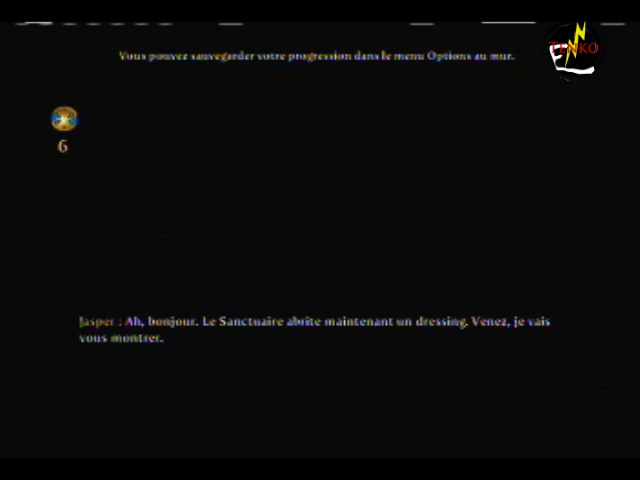 Vous pouvez sauvegarder votre progression dans le menu Options au mur.
TENKO
6
Jasper : Ah, bonjour. Le Sanctuaire abrite maintenant un dressing. Venez, je vais
vous montrer.